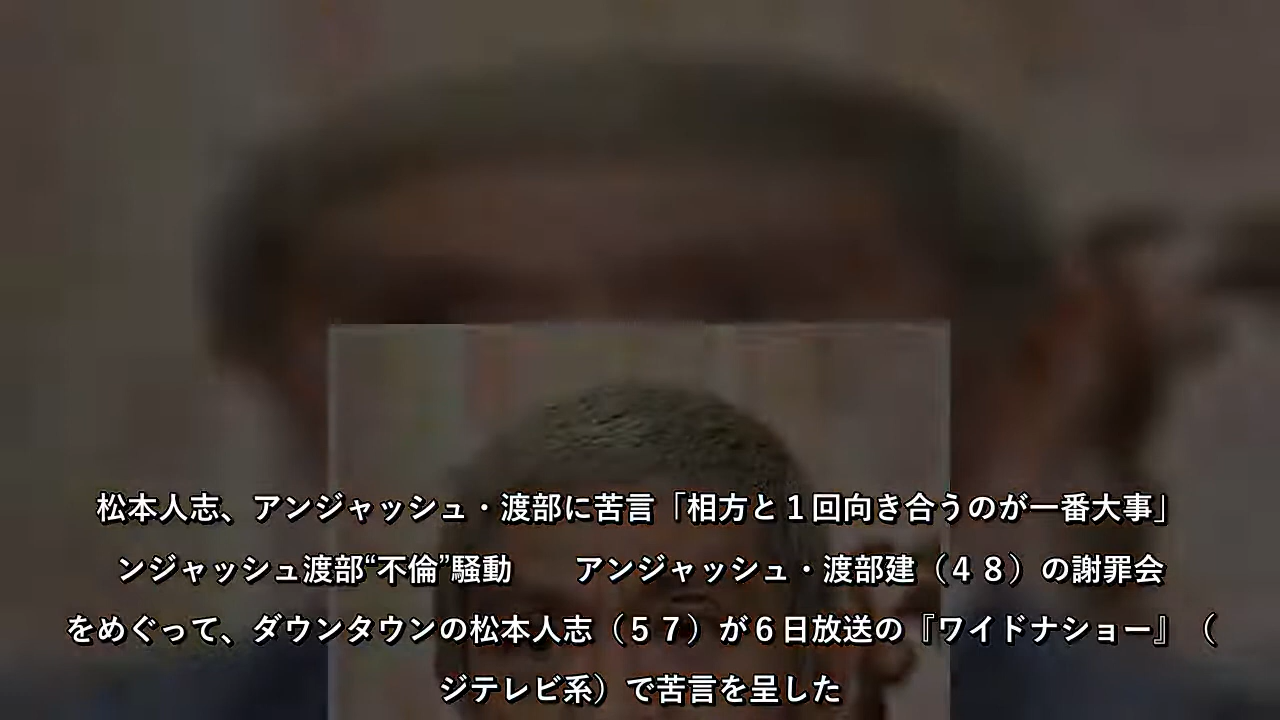 松本人志、アンジャッシュ・渡部に苦言「相方と１回向き合うのが一番大事」
ンジャッシュ渡部“不倫”騒動　　アンジャッシュ・渡部建（４８）の謝罪会
をめぐって、ダウンタウンの松本人志（５７）が６日放送の『ワイドナショー』（
ジテレビ系）で苦言を呈した